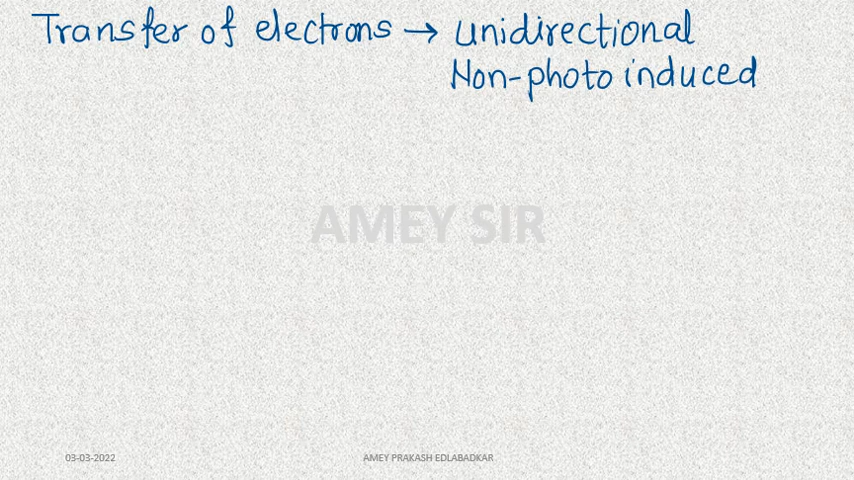 Transfer of electrons → Unidirectional
Non-photo induced
AMEY SIR
03-03-2022
AMEY PRAKASH EDLABADKAR